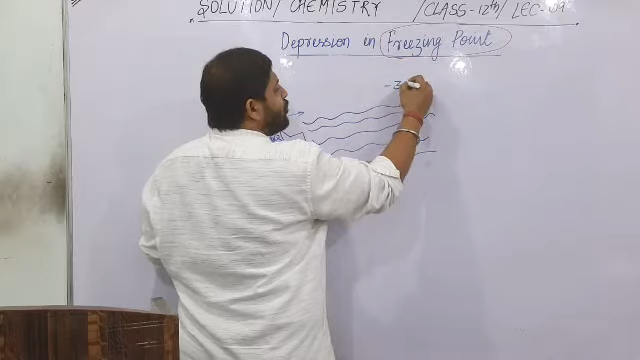 SOLUTION / CHEMISTRY / CLASS-12th / LEC-09
Depression in Freezing Point